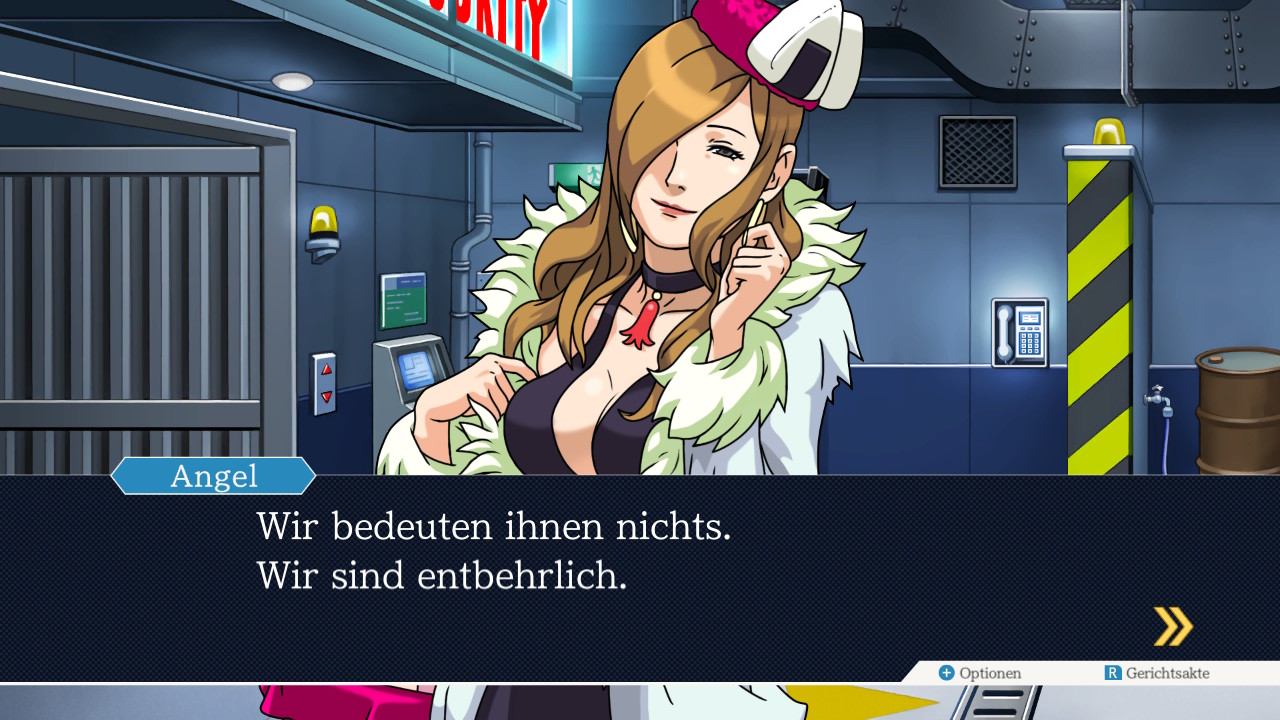 Angel
Wir bedeuten ihnen nichts.
Wir sind entbehrlich.
Optionen
R Gerichtsakte